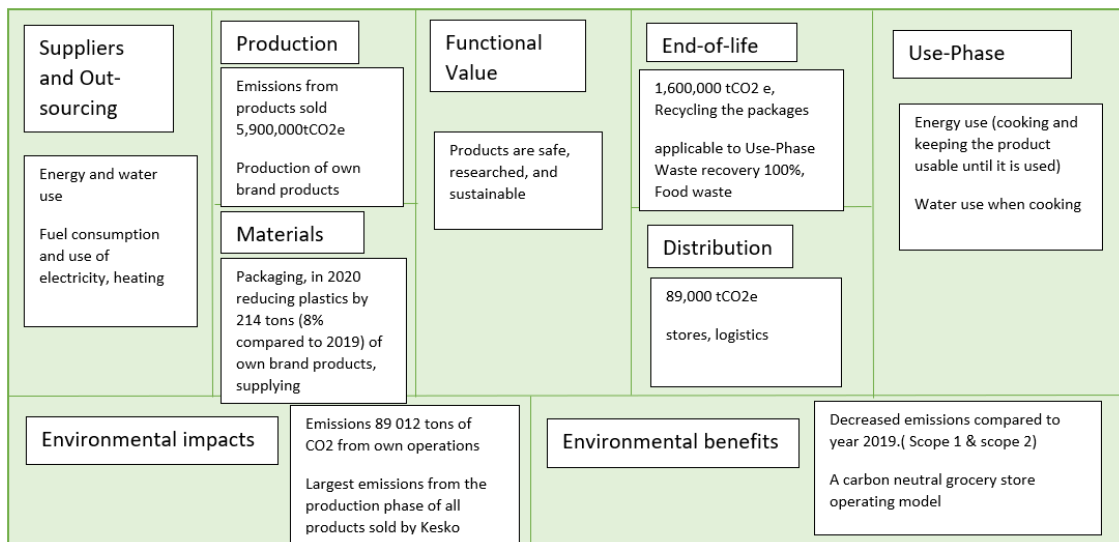 Suppliers
and Out-
sourcing
Energy and water
use
Fuel consumption
and use of
electricity, heating
Production
Emissions from
products sold
5,900,000tCO2e
Production of own
brand products
Materials
Packaging, in 2020
reducing plastics by
214 tons (8%
compared to 2019) of
own brand products,
supplying
Functional
Value
Products are safe,
researched, and
sustainable
End-of-life
1,600,000 tCO2 e,
Recycling the packages
applicable to Use-Phase
Waste recovery 100%,
Food waste
Distribution
89,000 tCO2e
stores, logistics
Use-Phase
Energy use (cooking and
keeping the product
usable until it is used)
Water use when cooking
Environmental impacts
Emissions 89 012 tons of
CO2 from own operations
Largest emissions from the
production phase of all
products sold by Kesko
Environmental benefits
Decreased emissions compared to
year 2019.( Scope 1 & scope 2)
A carbon neutral grocery store
operating model